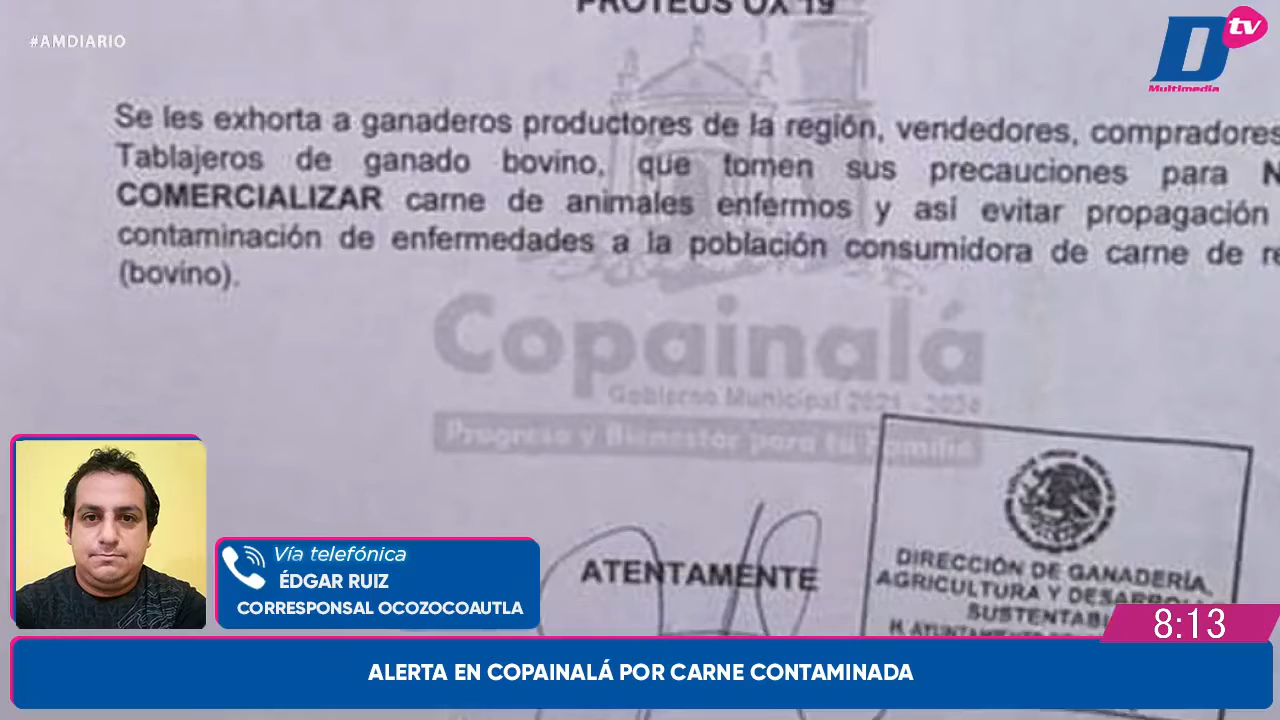 #AMDIARIO
D tv
Multimedia
PROTEUS OX 19
Se les exhorta a ganaderos productores de la región, vendedores, compradores
Tablajeros de ganado bovino, que tomen sus precauciones para
COMERCIALIZAR carne de animales enfermos y asi evitar propagación
contaminación de enfermedades a la población consumidora de carne de
(bovino).
Copainalá
Gobierno Municipal 2021 - 2024
Progreso y Bienestar para tu Familia
ATENTAMENTE
DIRECCIÓN DE GANADERÍA,
AGRICULTURA Y
H. AYUNTAMIENTO
Vía telefónica
ÉDGAR RUIZ
CORRESPONSAL OCOZOCOAUTLA
8:13
ALERTA EN COPAINALÁ POR CARNE CONTAMINADA